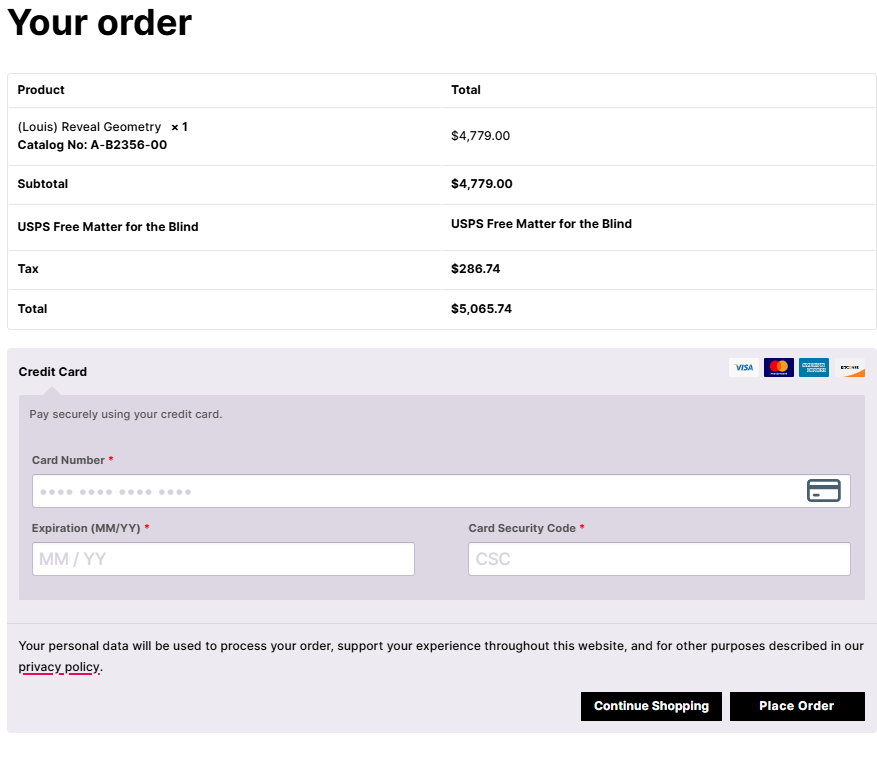 Your order
Product Total
(Louis) Reveal Geometry × 1
Catalog No: A-B2356-00
$4,779.00
Subtotal $4,779.00
USPS Free Matter for the Blind USPS Free Matter for the Blind
Tax $286.74
Total $5,065.74
Credit Card
VISA
Pay securely using your credit card.
Card Number *
•••• •••• •••• ••••
Expiration (MM/YY) * Card Security Code *
MM / YY CSC
Your personal data will be used to process your order, support your experience throughout this website, and for other purposes described in our
privacy policy.
Continue Shopping Place Order